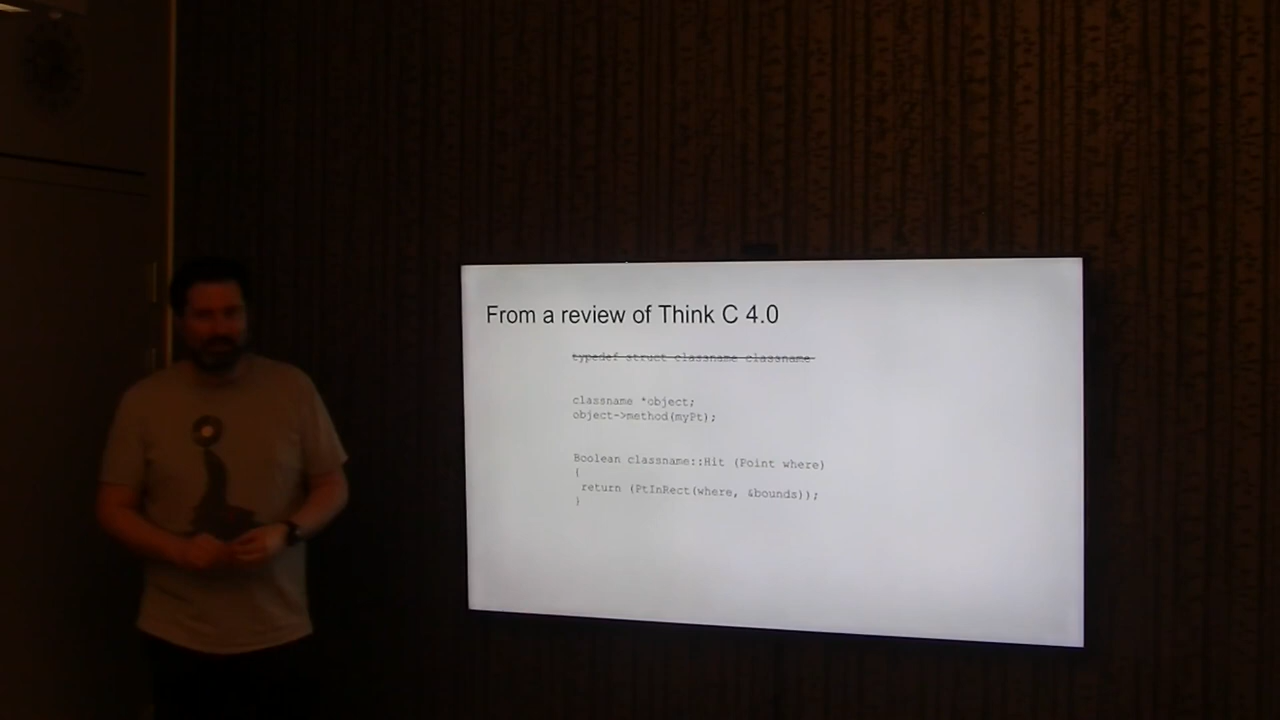 From a review of Think C 4.0
typedef struct classname classname
classname *object;
object->method(myPt);
Boolean classname::Hit (Point where)
{
return (PtInRect(where, &bounds));
}